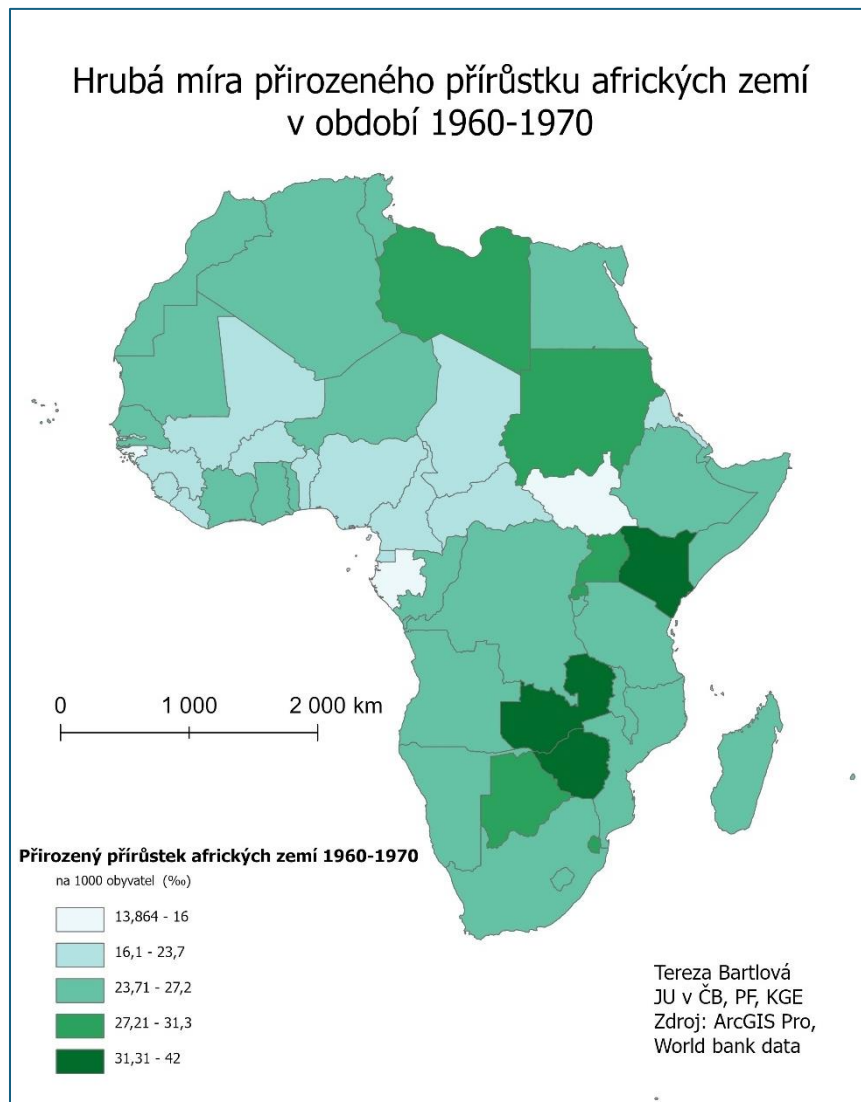 Hrubá míra přirozeného přírůstku afrických zemí
v období 1960-1970
0 1 000 2 000 km
Přirozený přírůstek afrických zemí 1960-1970
na 1000 obyvatel (‰)
13,864 - 16
16,1 - 23,7
23,71 - 27,2
27,21 - 31,3
31,31 - 42
Tereza Bartlová
JU v ČB, PF, KGE
Zdroj: ArcGIS Pro,
World bank data